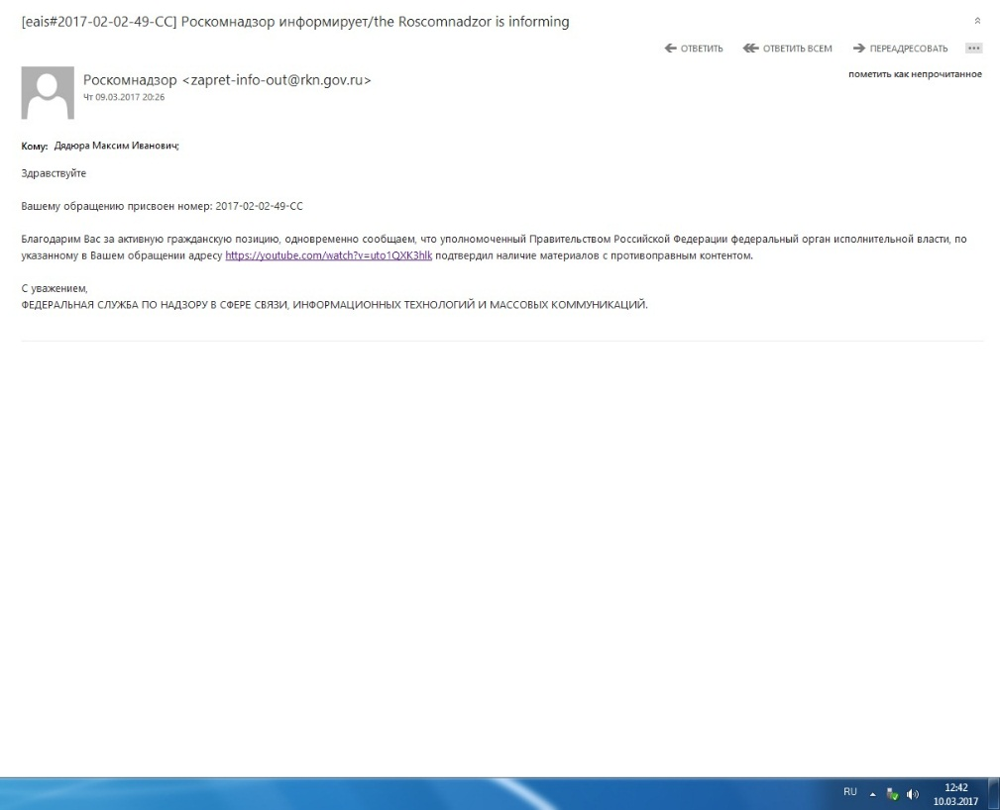 [eais#2017-02-02-49-CC] Роскомнадзор информирует/the Roscomnadzor is informing
ОТВЕТИТЬ ОТВЕТИТЬ ВСЕМ ПЕРЕАДРЕСОВАТЬ
Роскомнадзор <zapret-info-out@rkn.gov.ru>
пометить как непрочитанное
Чт 09.03.2017 20:26
Кому: Дядюра Максим Иванович;
Здравствуйте
Вашему обращению присвоен номер: 2017-02-02-49-CC
Благодарим Вас за активную гражданскую позицию, одновременно сообщаем, что уполномоченный Правительством Российской Федерации федеральный орган исполнительной власти, по
указанному в Вашем обращении адресу https://youtube.com/watch?v=uto1QXK3hlk подтвердил наличие материалов с противоправным контентом.
С уважением,
ФЕДЕРАЛЬНАЯ СЛУЖБА ПО НАДЗОРУ В СФЕРЕ СВЯЗИ, ИНФОРМАЦИОННЫХ ТЕХНОЛОГИЙ И МАССОВЫХ КОММУНИКАЦИЙ.
RU
12:42
10.03.2017